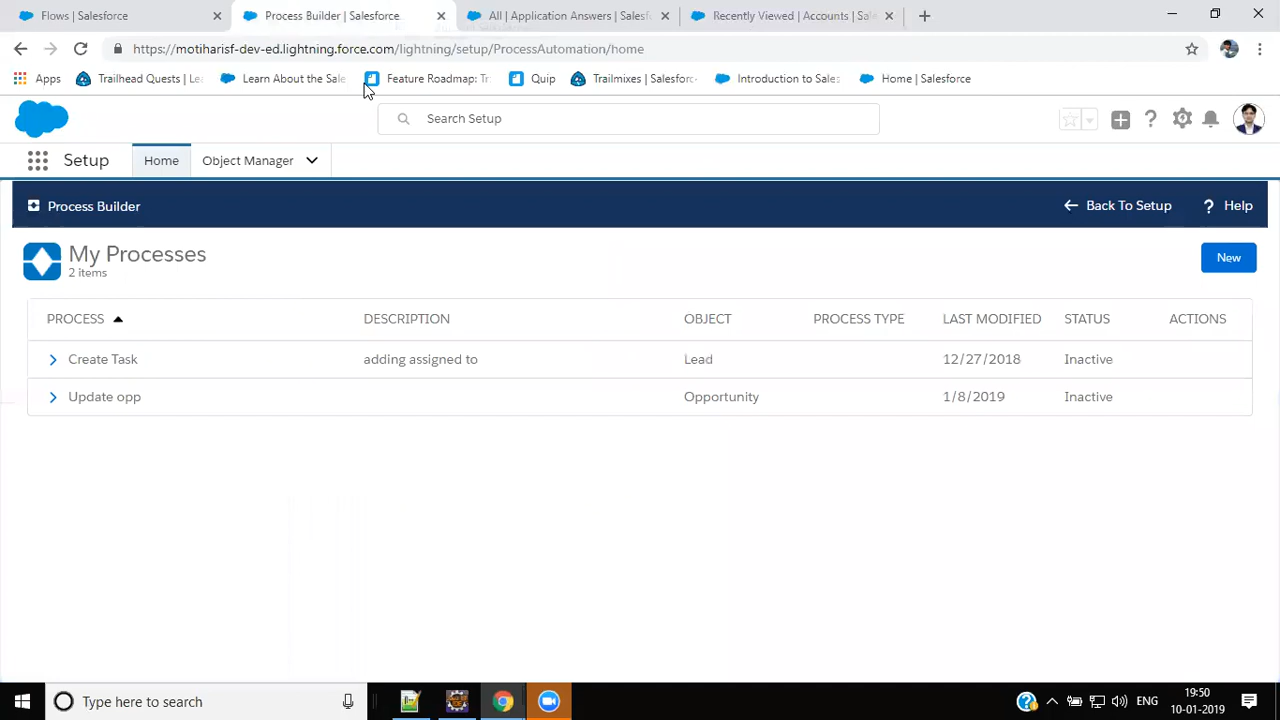 Flows | Salesforce
Process Builder | Salesforce
All | Application Answers | Salesf
Recently Viewed | Accounts | Sa
https://motiharisf-dev-ed.lightning.force.com/lightning/setup/ProcessAutomation/home
Apps
Trailhead Quests | Le
Learn About the Sale
Feature Roadmap: Tr
Quip
Trailmixes | Salesforc
Introduction to Sales
Home | Salesforce
Search Setup
Setup
Home
Object Manager
Process Builder
Back To Setup
? Help
My Processes
2 items
New
PROCESS DESCRIPTION OBJECT PROCESS TYPE LAST MODIFIED STATUS ACTIONS
Create Task adding assigned to Lead 12/27/2018 Inactive
Update opp Opportunity 1/8/2019 Inactive
Type here to search
ENG
19:50
10-01-2019